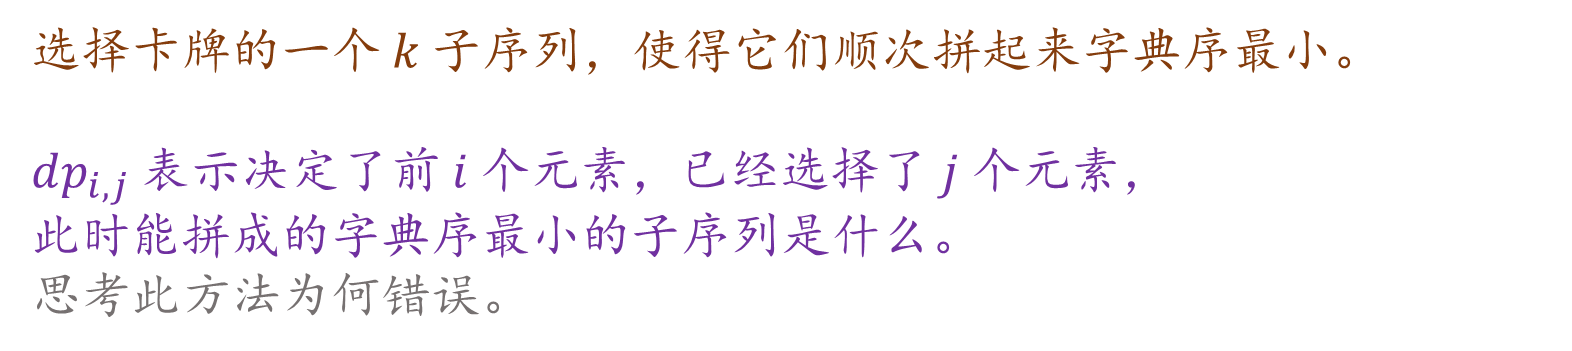 选择卡牌的一个 k 子序列，使得它们顺次拼起来字典序最小。
dp_{i,j} 表示决定了前 i 个元素，已经选择了 j 个元素，
此时能拼成的字典序最小的子序列是什么。
思考此方法为何错误。